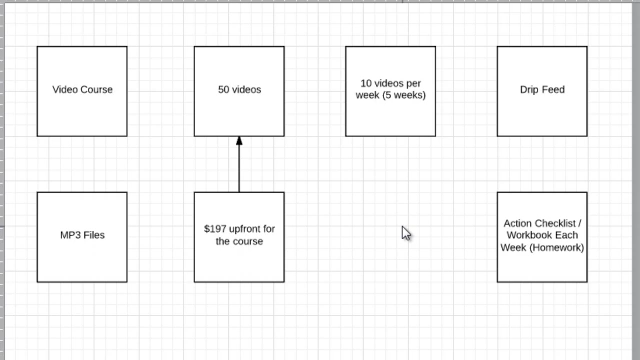 Video Course
50 videos
10 videos per
week (5 weeks)
Drip Feed
MP3 Files
$197 upfront for
the course
Action Checklist /
Workbook Each
Week (Homework)